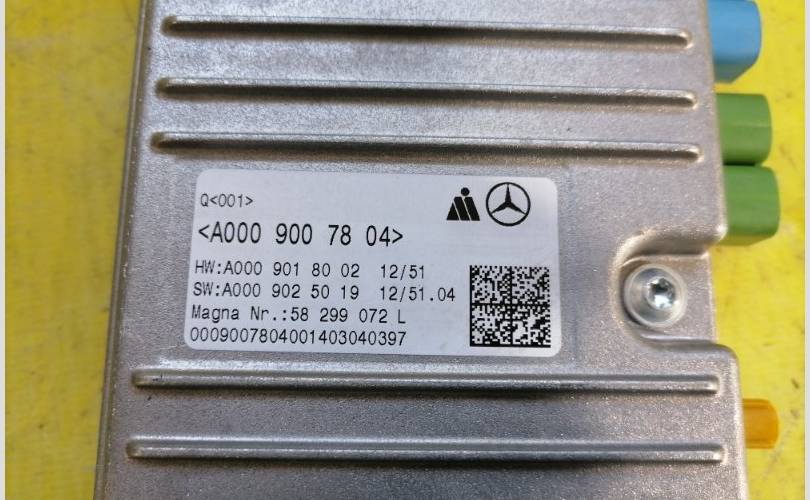 Q<001>
<A000 900 78 04>
HW:A000 901 80 02 12/51
SW:A000 902 50 19 12/51.04
Magna Nr.:58 299 072 L
0009007804001403040397